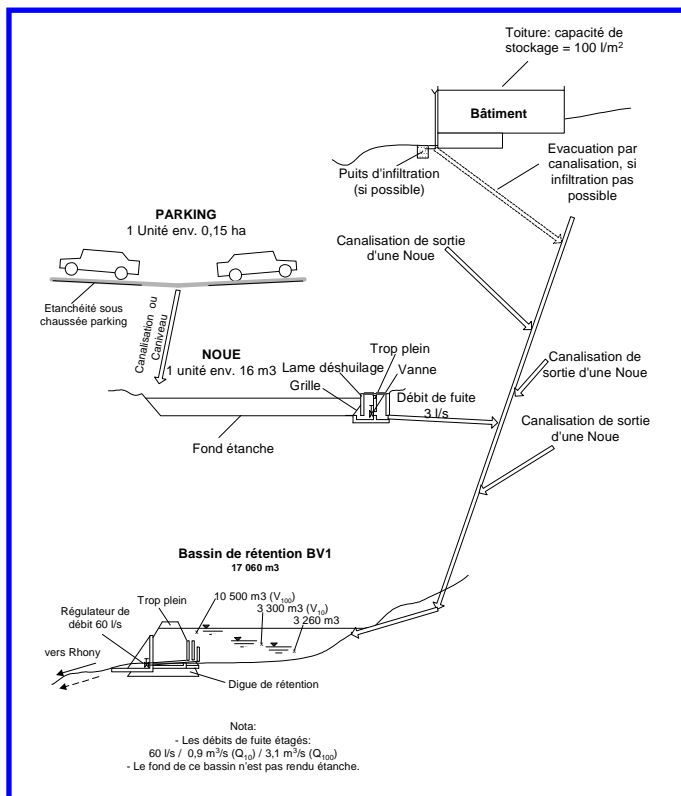 Toiture: capacité de
stockage = 100 l/m²
Bâtiment
Puits d'infiltration
(si possible)
Evacuation par
canalisation, si
infiltration pas
possible
PARKING
1 Unité env. 0,15 ha
Canalisation de sortie
d'une Noue
Etanchéité sous
chaussée parking
Canalisation ou
Caniveau
NOUE
1 unité env. 16 m3
Trop plein
Lame déshuilage
Vanne
Grille
Débit de fuite
3 l/s
Canalisation de
sortie d'une Noue
Fond étanche
Canalisation de sortie
d'une Noue
Bassin de rétention BV1
17 060 m3
Trop plein
10 500 m3 (V100)
3 300 m3 (V10)
3 260 m3
Régulateur de
débit 60 l/s
vers Rhony
Digue de rétention
Nota:
- Les débits de fuite étagés:
60 l/s / 0,9 m³/s (Q10) / 3,1 m³/s (Q100)
- Le fond de ce bassin n'est pas rendu étanche.